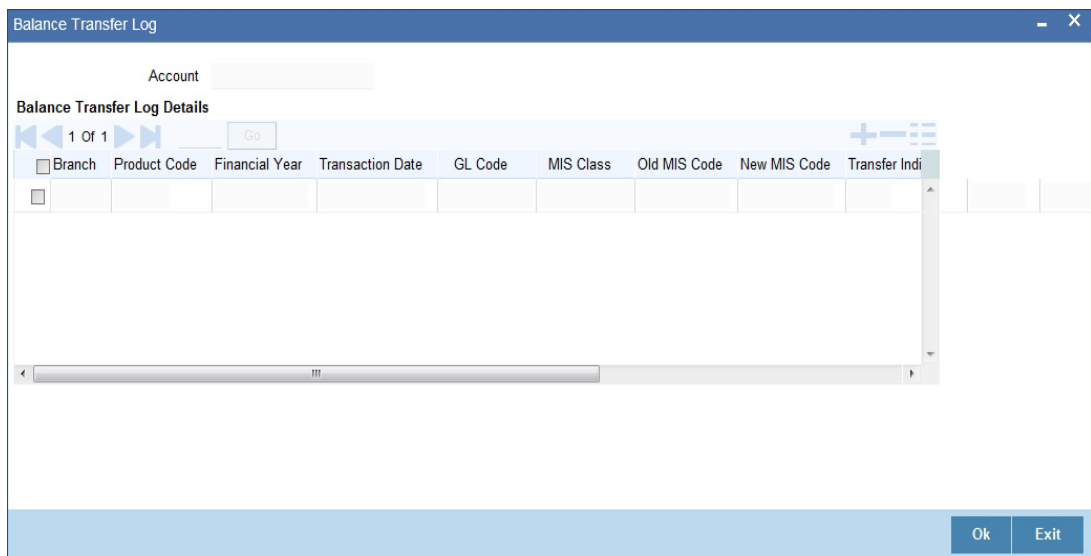 Balance Transfer Log
Account
Balance Transfer Log Details
1 Of 1 Go
Branch Product Code Financial Year Transaction Date GL Code MIS Class Old MIS Code New MIS Code Transfer Indi
Ok Exit